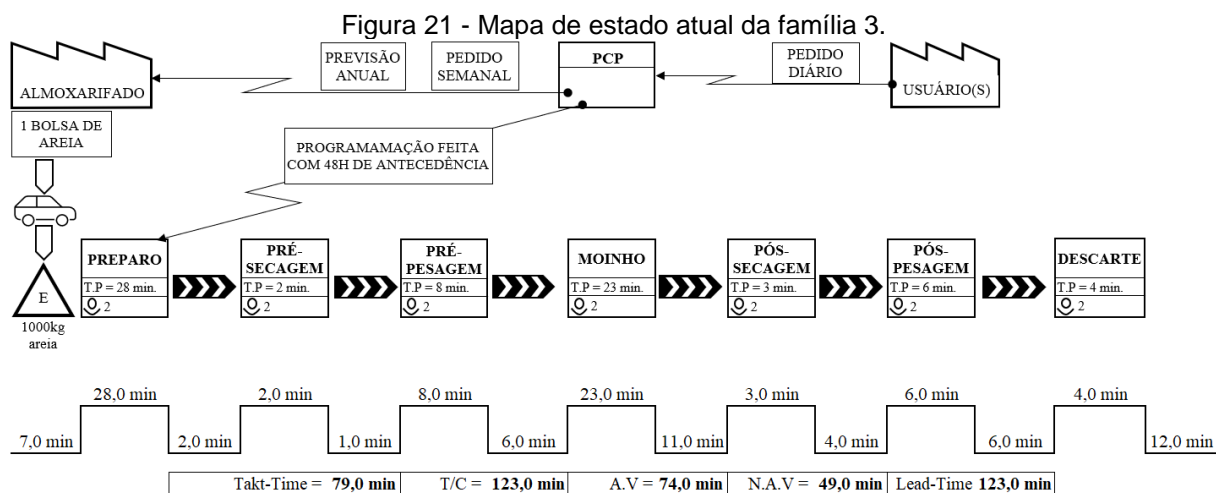 Figura 21 - Mapa de estado atual da família 3.
ALMOXARIFADO
PREVISÃO
ANUAL
PEDIDO
SEMANAL
PCP
PEDIDO
DIÁRIO
USUÁRIO(S)
1 BOLSA DE
AREIA
PROGRAMAMAÇÃO FEITA
COM 48H DE ANTECEDÊNCIA
E
1000kg
areia
PREPARO
T.P = 28 min.
2
PRÉ-
SECAGEM
T.P = 2 min.
2
PRÉ-
PESAGEM
T.P = 8 min.
2
MOINHO
T.P = 23 min.
2
PÓS-
SECAGEM
T.P = 3 min.
2
PÓS-
PESAGEM
T.P = 6 min.
2
DESCARTE
T.P = 4 min.
2
28,0 min 2,0 min 8,0 min 23,0 min 3,0 min 6,0 min 4,0 min
7,0 min 2,0 min 1,0 min 6,0 min 11,0 min 4,0 min 6,0 min 12,0 min
Takt-Time = 79,0 min T/C = 123,0 min A.V = 74,0 min N.A.V = 49,0 min Lead-Time 123,0 min